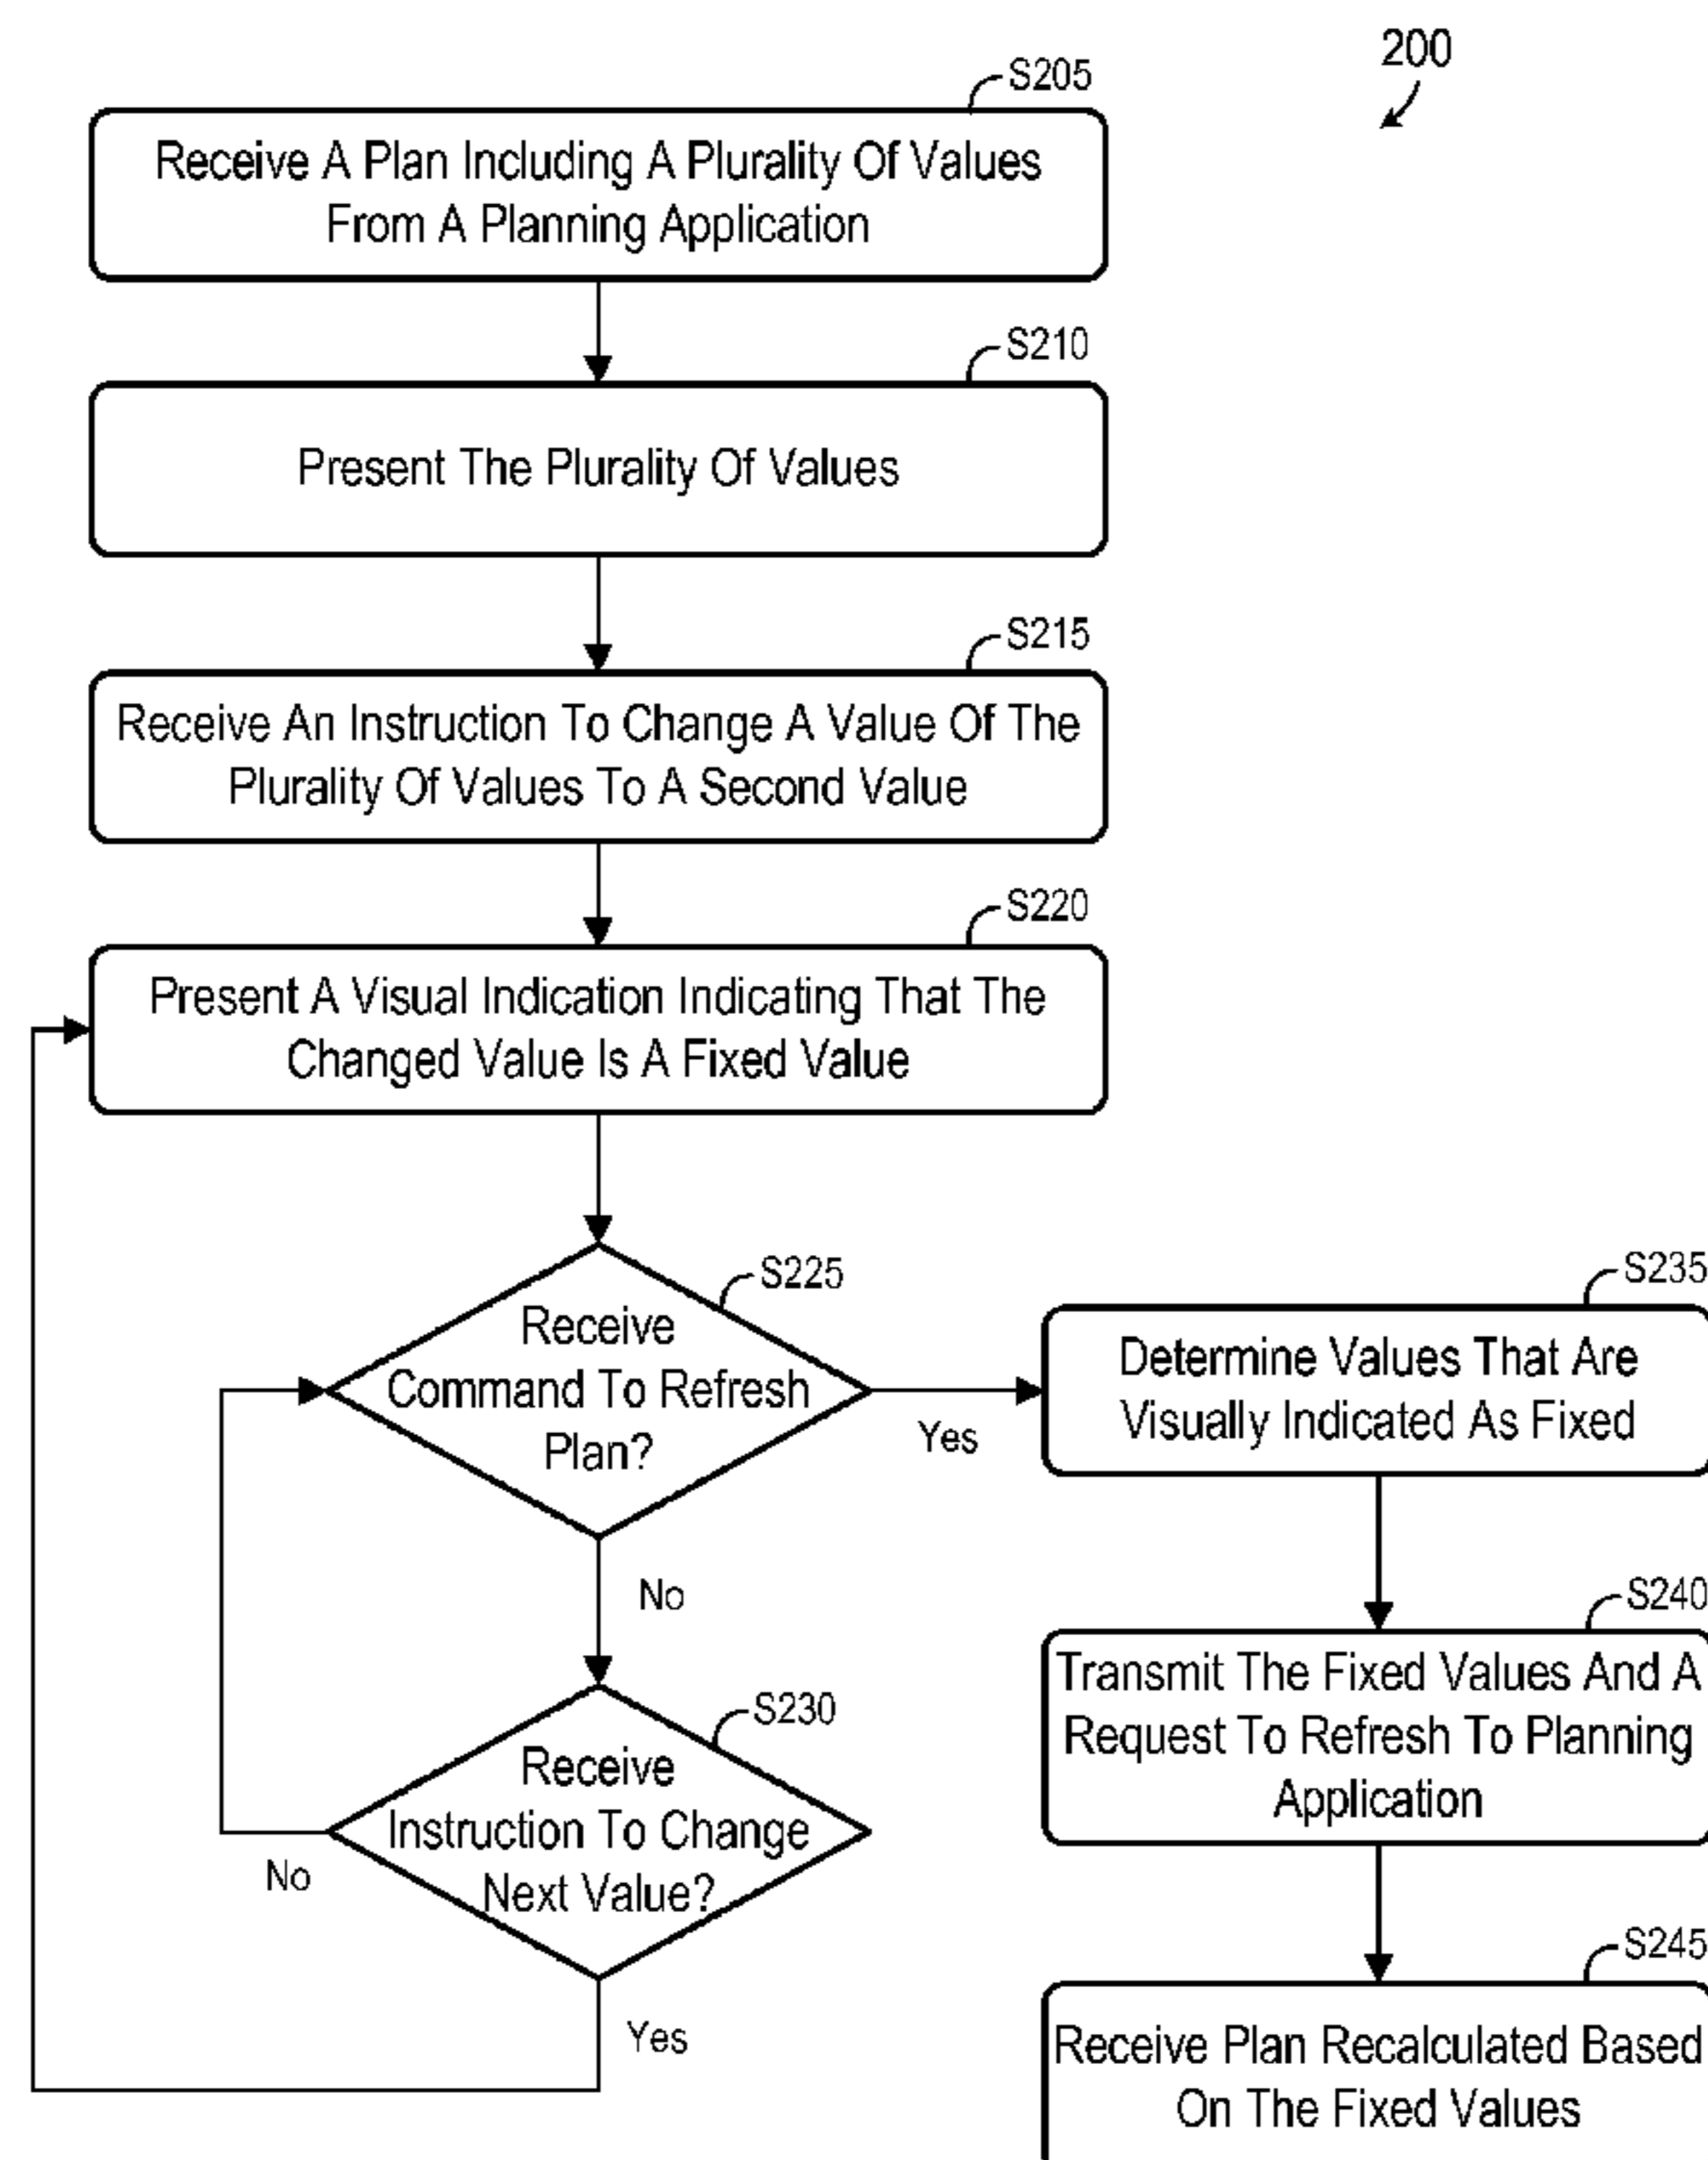 200
S205
Receive A Plan Including A Plurality Of Values
From A Planning Application
S210
Present The Plurality Of Values
S215
Receive An Instruction To Change A Value Of The
Plurality Of Values To A Second Value
S220
Present A Visual Indication Indicating That The
Changed Value Is A Fixed Value
S225
Receive
Command To Refresh
Plan?
Yes
No
S230
Receive
Instruction To Change
Next Value?
No
Yes
S235
Determine Values That Are
Visually Indicated As Fixed
S240
Transmit The Fixed Values And A
Request To Refresh To Planning
Application
S245
Receive Plan Recalculated Based
On The Fixed Values